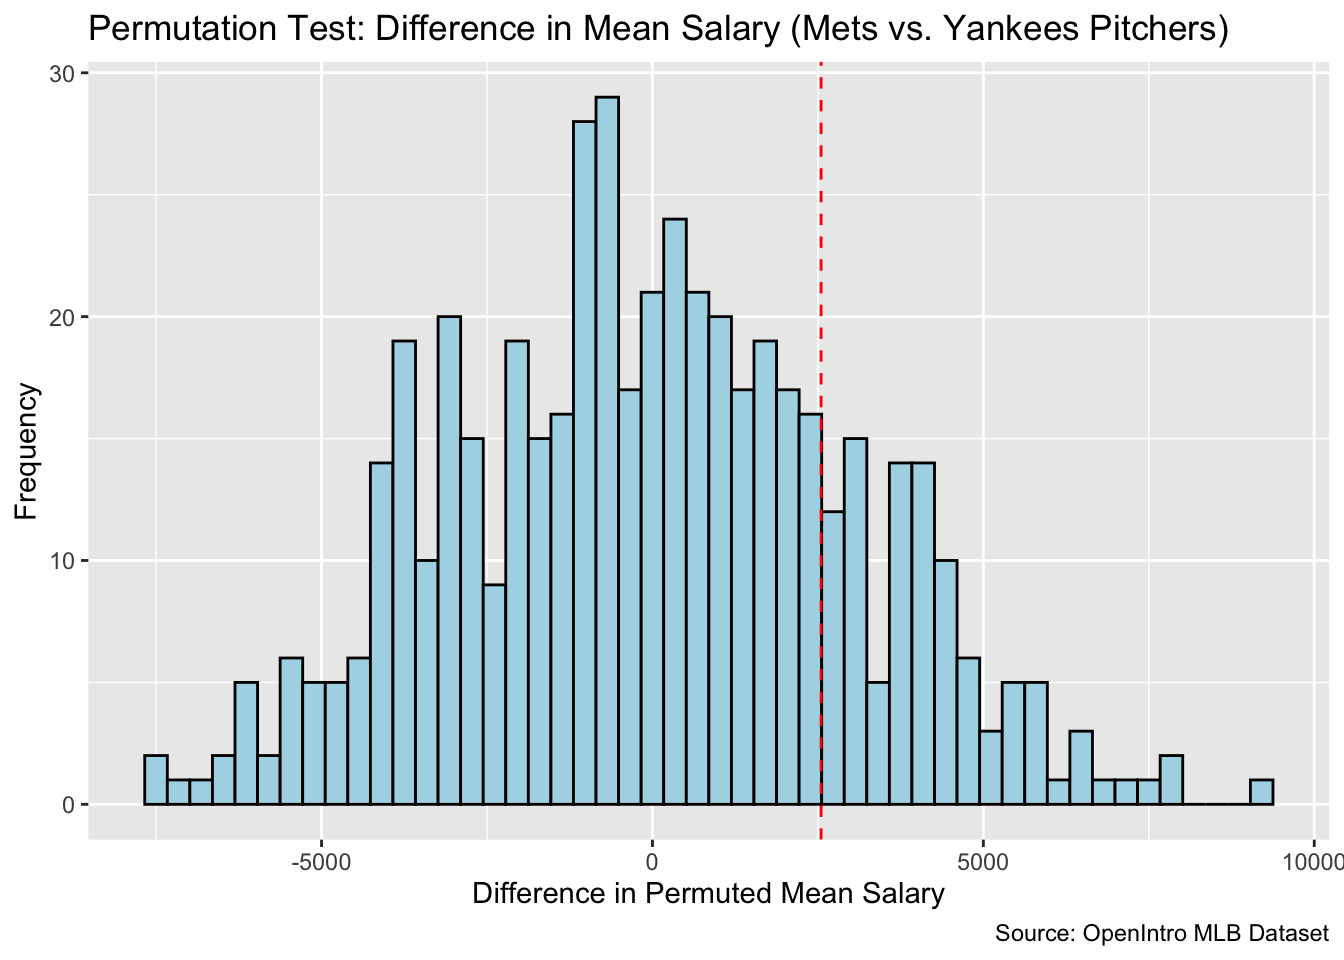 Permutation Test: Difference in Mean Salary (Mets vs. Yankees Pitchers)
30
20
10
0
Frequency
-5000
0
5000
10000
Difference in Permuted Mean Salary
Source: OpenIntro MLB Dataset